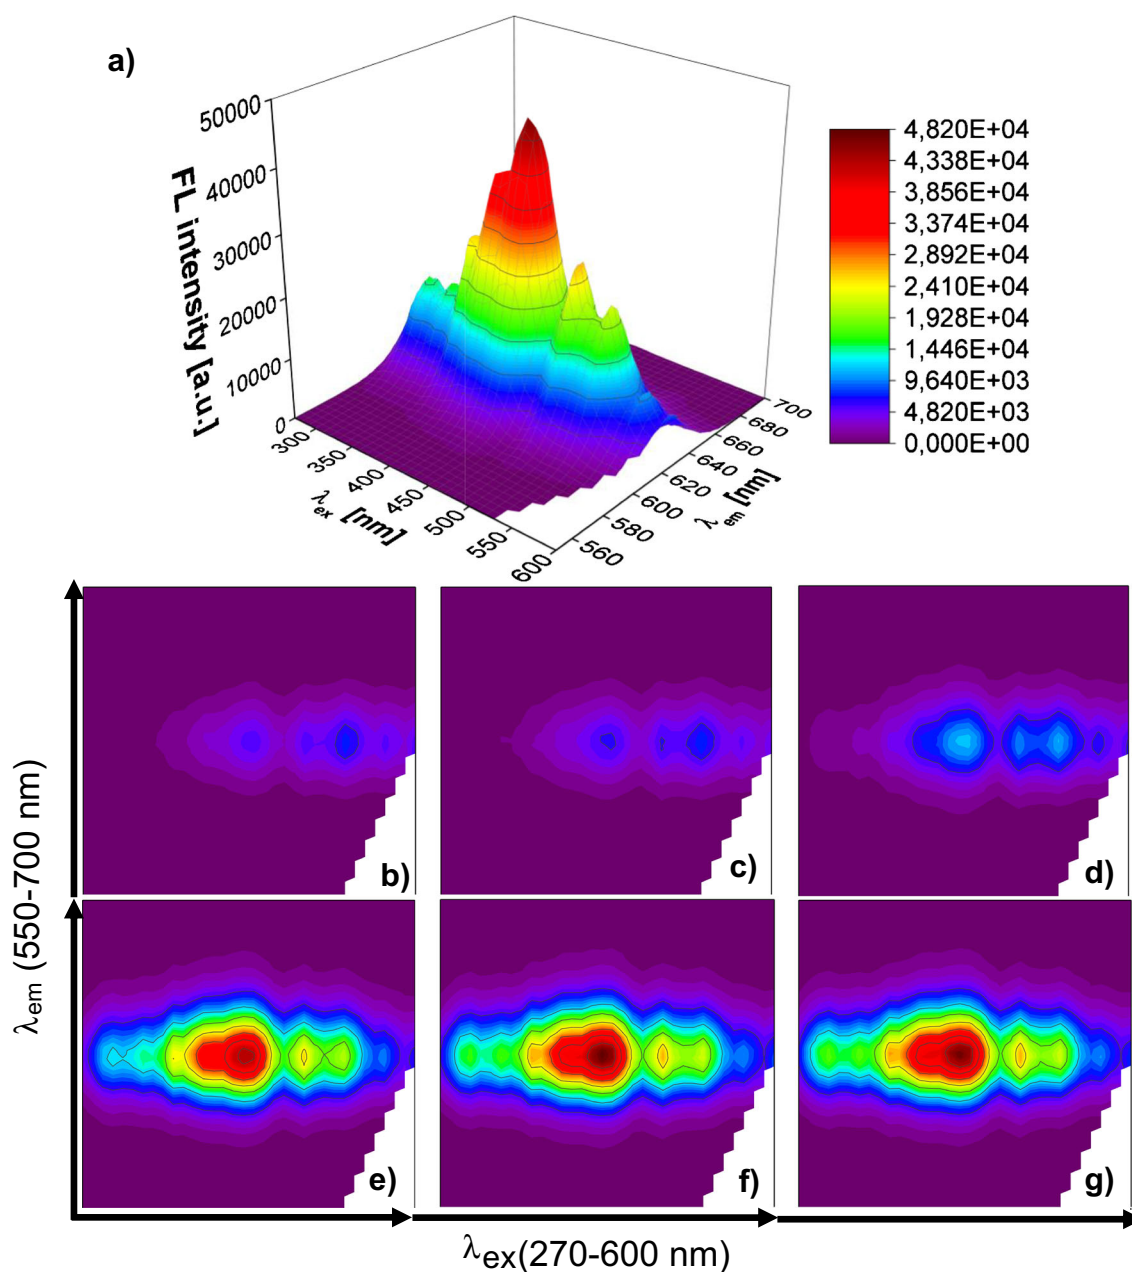 a)
50000
40000
30000
20000
10000
0
FL intensity [a.u.]
300
350
400
450
500
550
600
λex [nm]
560
580
600
620
640
660
680
700
λem [nm]
4,820E+04
4,338E+04
3,856E+04
3,374E+04
2,892E+04
2,410E+04
1,928E+04
1,446E+04
9,640E+03
4,820E+03
0,000E+00
b)
c)
d)
e)
f)
g)
λem (550-700 nm)
λex(270-600 nm)